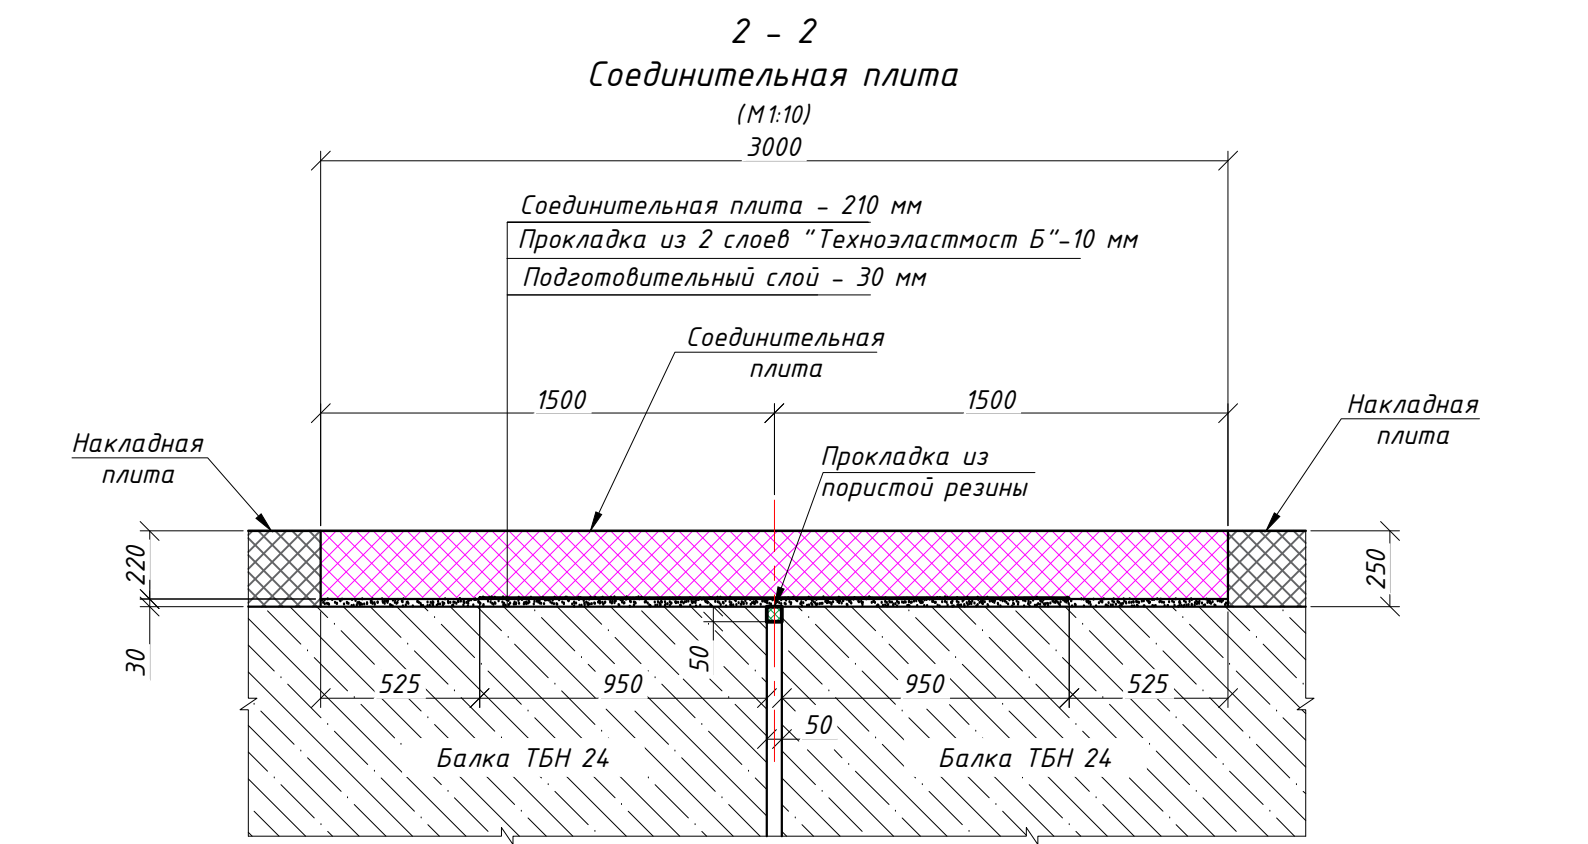 2 - 2
Соединительная плита
(М 1:10)
3000
Соединительная плита - 210 мм
Прокладка из 2 слоев "Техноэластмост Б"-10 мм
Подготовительный слой - 30 мм
Соединительная
плита
1500
1500
Накладная
плита
Накладная
плита
Прокладка из
пористой резины
220
250
30
50
525
950
950
525
50
Балка ТБН 24
Балка ТБН 24